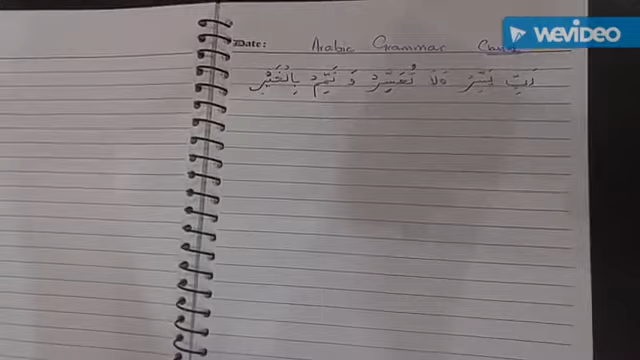 WEVIDEO
Date: Arabic Grammar
رَبِّ يَسِّرْ وَلَا تُعَسِّرْ وَ تَمِّمْ بِالْخَيْرِ